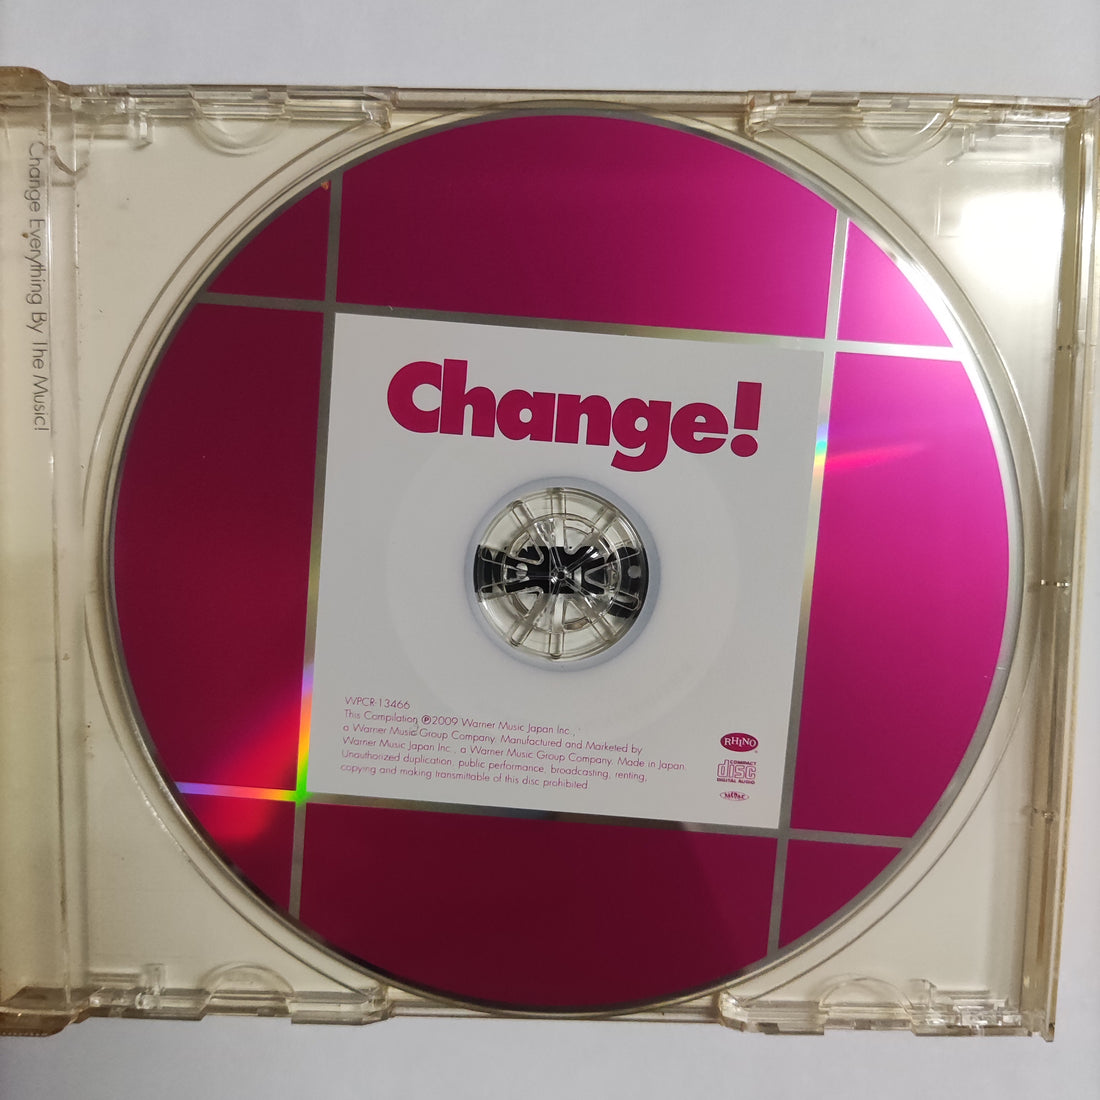 Change Everything By The Music!
Change!
WPCR-13466
This Compilation ℗2009 Warner Music Japan Inc.,
a Warner Music Group Company. Manufactured and Marketed by
Warner Music Japan Inc., a Warner Music Group Company. Made in Japan.
Unauthorized duplication, public performance, broadcasting, renting,
copying and making transmittable of this disc prohibited
RHINO
COMPACT
disc
DIGITAL AUDIO